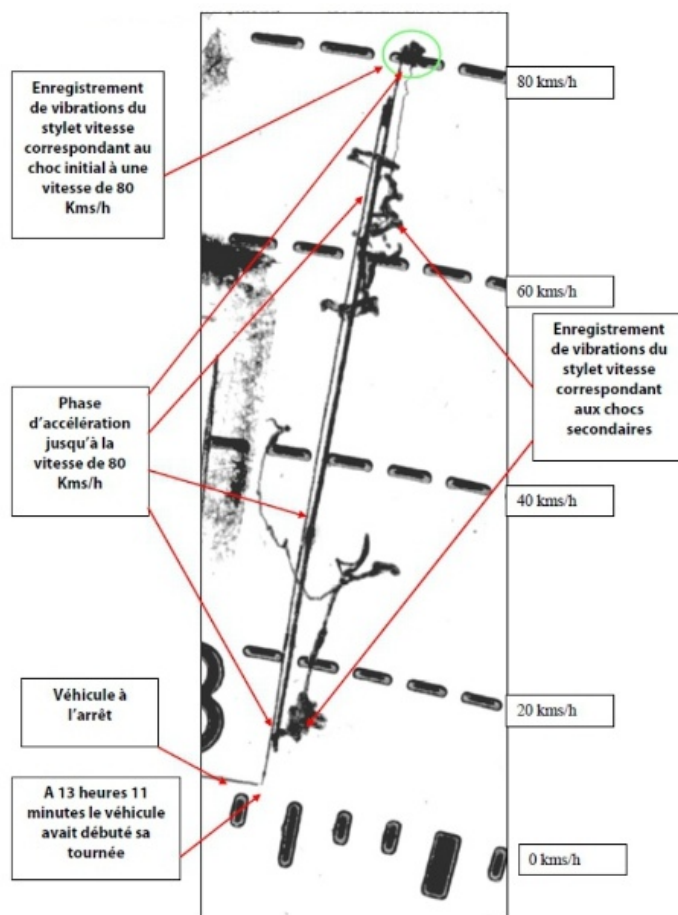 Enregistrement
de vibrations du
stylet vitesse
correspondant au
choc initial à une
vitesse de 80
Kms/h
80 kms/h
60 kms/h
Enregistrement
de vibrations du
stylet vitesse
correspondant
aux chocs
secondaires
Phase
d'accélération
jusqu'à la
vitesse de 80
Kms/h
40 kms/h
Véhicule à
l'arrêt
20 kms/h
A 13 heures 11
minutes le véhicule
avait débuté sa
tournée
0 kms/h